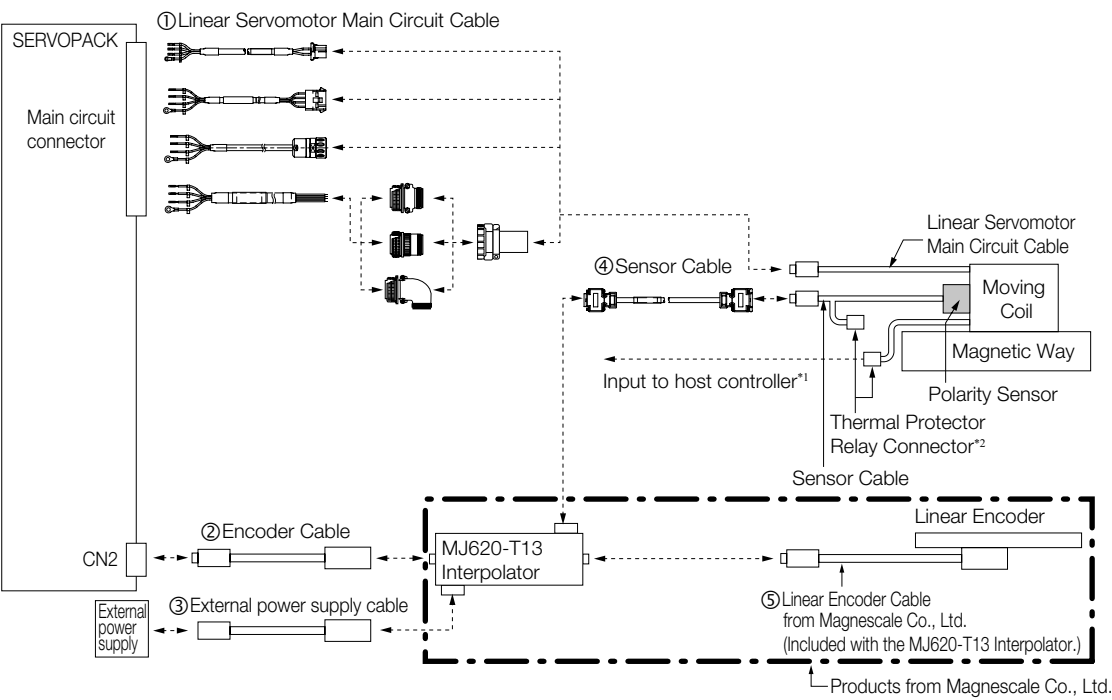 ①Linear Servomotor Main Circuit Cable
SERVOPACK
Main circuit
connector
Linear Servomotor
Main Circuit Cable
④Sensor Cable
Moving
Coil
Magnetic Way
Input to host controller*1
Polarity Sensor
Thermal Protector
Relay Connector*2
Sensor Cable
②Encoder Cable
Linear Encoder
CN2
MJ620-T13
Interpolator
③External power supply cable
External
power
supply
⑤Linear Encoder Cable
from Magnescale Co., Ltd.
(Included with the MJ620-T13 Interpolator.)
Products from Magnescale Co., Ltd.